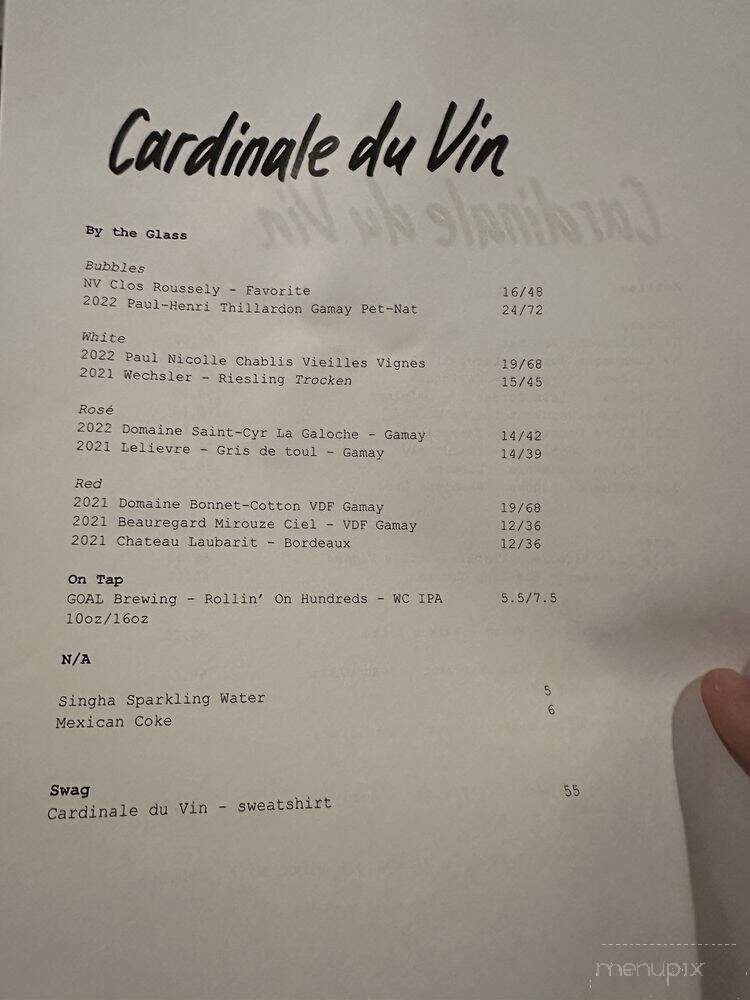 Cardinale du Vin
By the Glass
Bubbles
NV Clos Roussely - Favorite 16/48
2022 Paul-Henri Thillardon Gamay Pet-Nat 24/72
White
2022 Paul Nicolle Chablis Vieilles Vignes 19/68
2021 Wechsler - Riesling Trocken 15/45
Rosé
2022 Domaine Saint-Cyr La Galoche - Gamay 14/42
2021 Lelievre - Gris de toul - Gamay 14/39
Red
2021 Domaine Bonnet-Cotton VDF Gamay 19/68
2021 Beauregard Mirouze Ciel - VDF Gamay 12/36
2021 Chateau Laubarit - Bordeaux 12/36
On Tap
GOAL Brewing - Rollin' On Hundreds - WC IPA 5.5/7.5
10oz/16oz
N/A
Singha Sparkling Water 5
Mexican Coke 6
Swag
Cardinale du Vin - sweatshirt 55
menupix